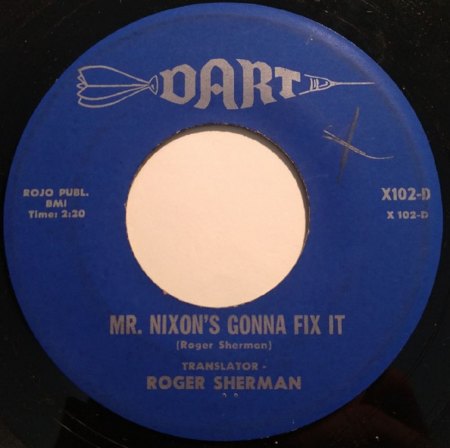 DART
ROJO PUBL.
BMI
Time: 2:20
X102-D
X 102-D
MR. NIXON'S GONNA FIX IT
(Roger Sherman)
TRANSLATOR -
ROGER SHERMAN